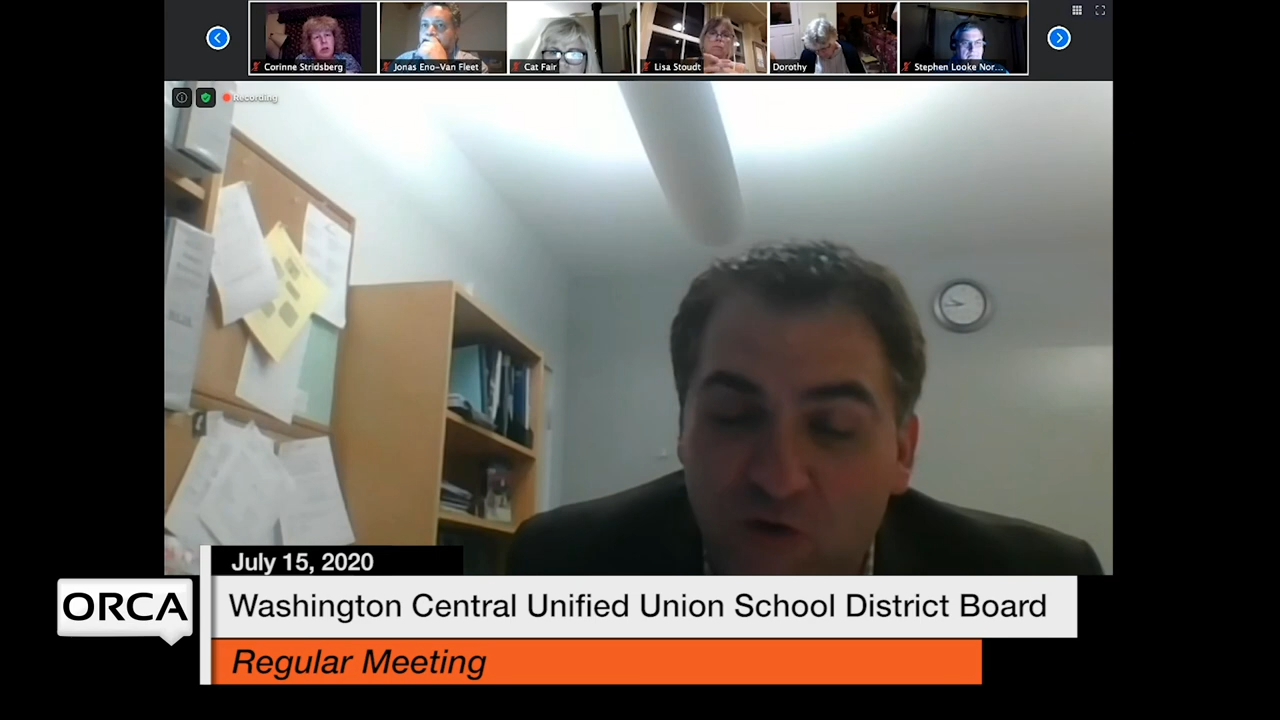 Corinne Stridsberg
Jonas Eno-Van Fleet
Cat Fair
Lisa Stoudt
Dorothy
Stephen Looke Nor...
Recording
July 15, 2020
ORCA
Washington Central Unified Union School District Board
Regular Meeting